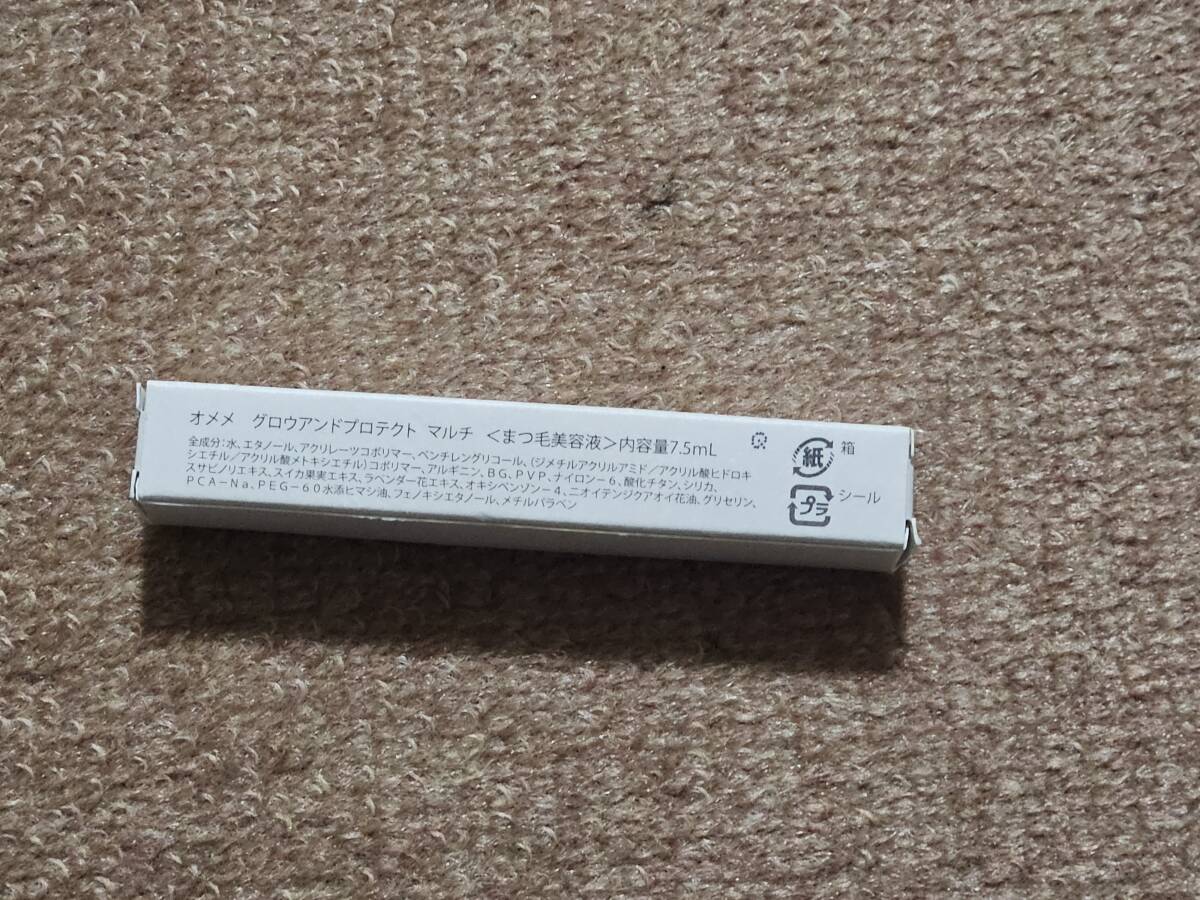 オメメ グロウアンドプロテクト マルチ <まつ毛美容液>内容量7.5mL
全成分:水、エタノール、アクリレーツコポリマー、ペンチレングリコール、(ジメチルアクリルアミド/アクリル酸ヒドロキ
シエチル/アクリル酸メトキシエチル)コポリマー、アルギニン、BG、PVP、ナイロン-6、酸化チタン、シリカ、
スサビノリエキス、スイカ果実エキス、ラベンダー花エキス、オキシベンゾン-4、ニオイテンジクアオイ花油、グリセリン、
PCA-Na、PEG-60水添ヒマシ油、フェノキシエタノール、メチルパラベン
紙 箱
プラ シール